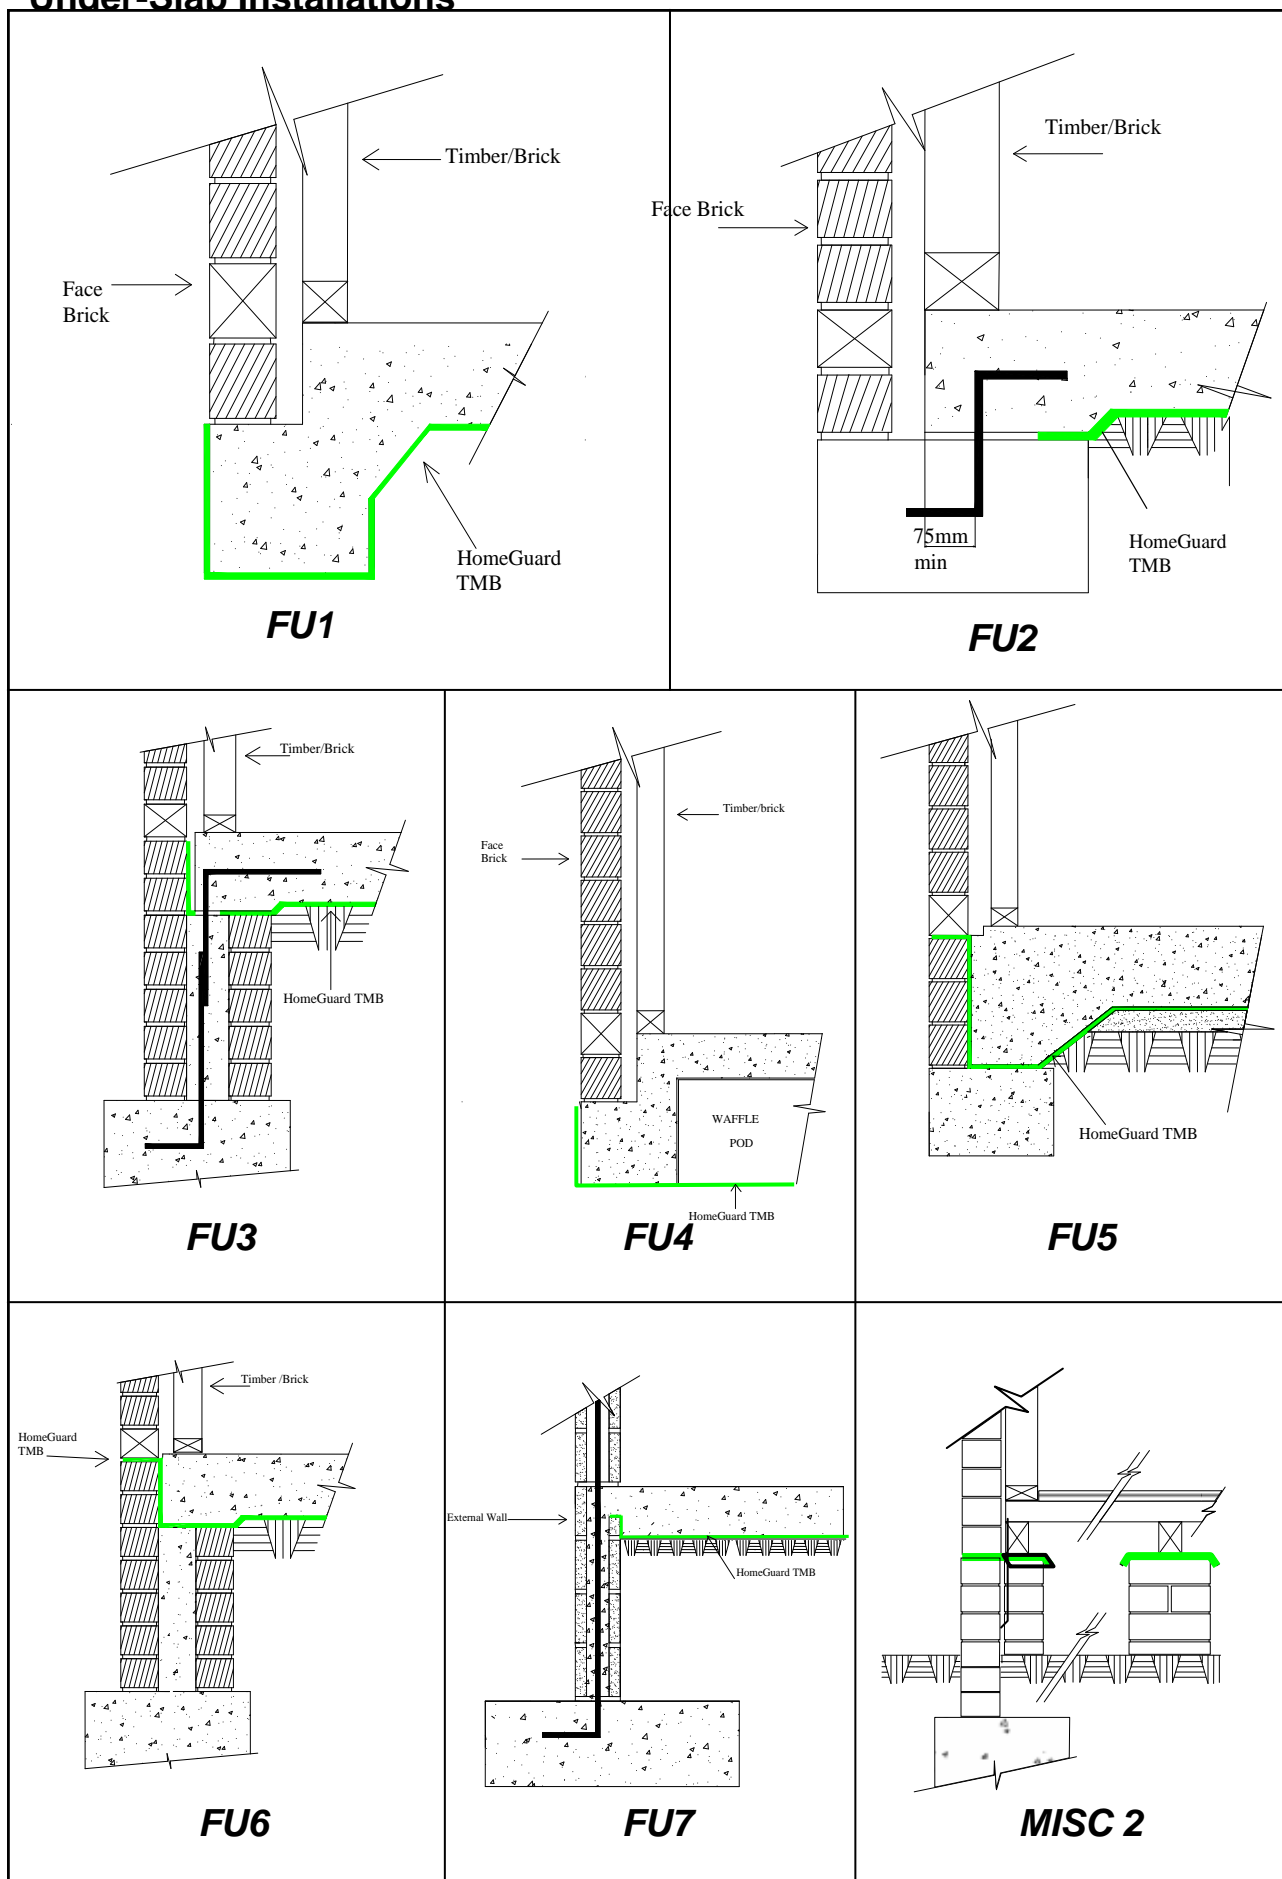 Under-Slab Installations
Timber/Brick
Face
Brick
HomeGuard
TMB
FU1
Timber/Brick
Face Brick
75mm
min
HomeGuard
TMB
FU2
Timber/Brick
HomeGuard TMB
FU3
Timber/brick
Face
Brick
WAFFLE
POD
HomeGuard TMB
FU4
HomeGuard TMB
FU5
Timber /Brick
HomeGuard
TMB
FU6
External Wall
HomeGuard TMB
FU7
MISC 2